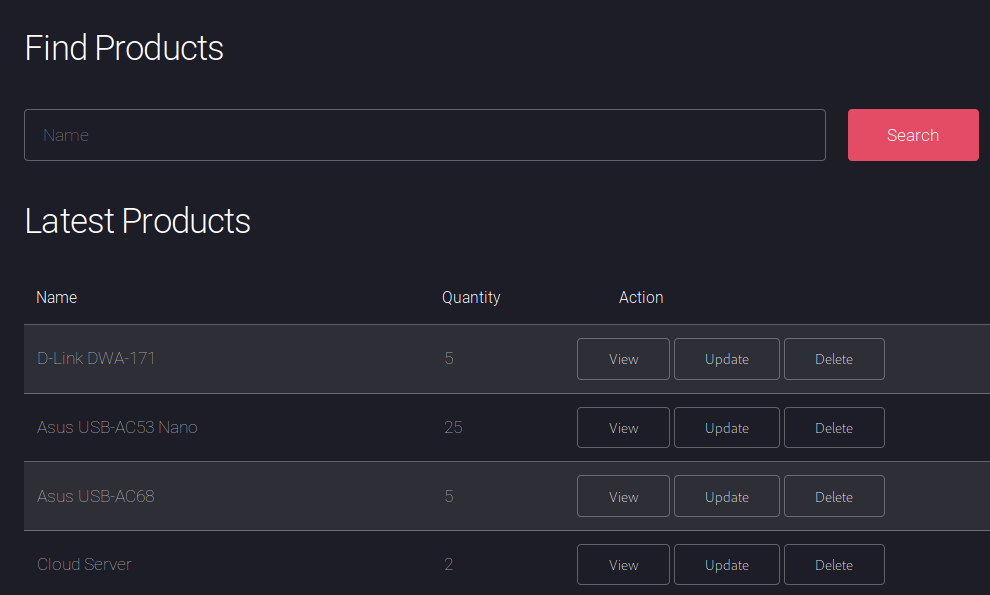 Find Products
Name
Search
Latest Products
Name Quantity Action
D-Link DWA-171 5 View Update Delete
Asus USB-AC53 Nano 25 View Update Delete
Asus USB-AC68 5 View Update Delete
Cloud Server 2 View Update Delete